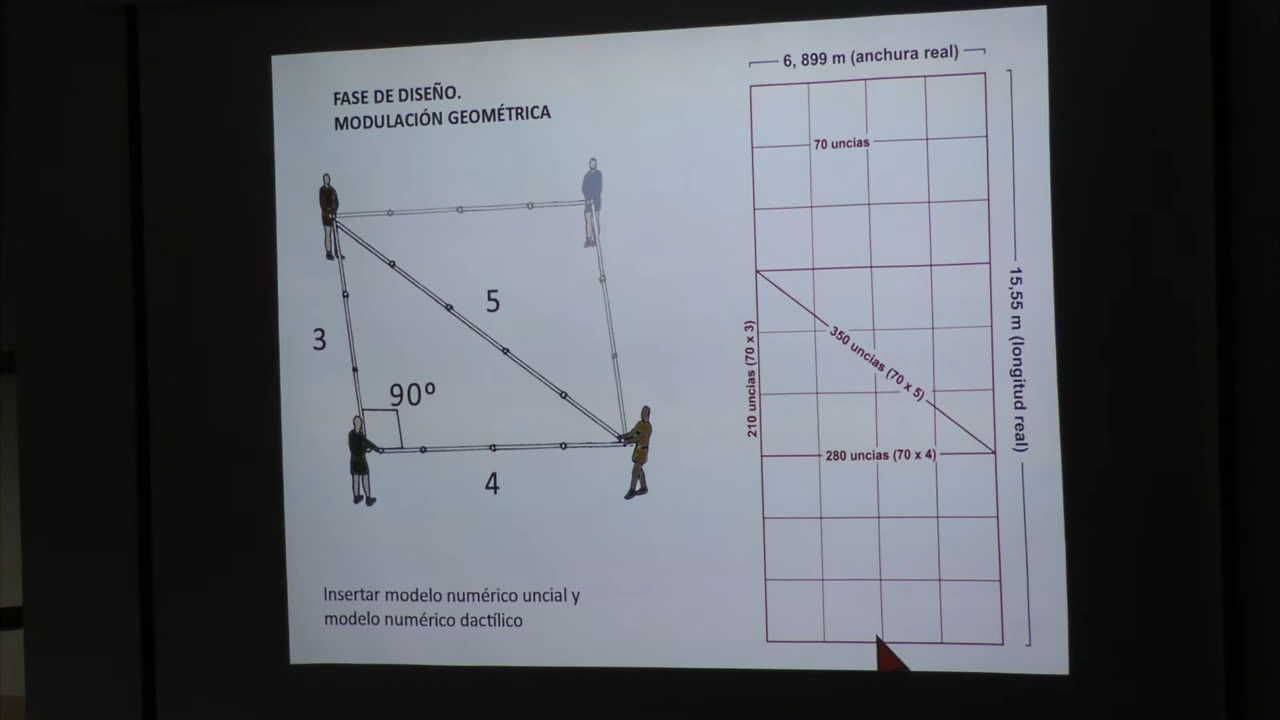 FASE DE DISEÑO.
MODULACIÓN GEOMÉTRICA
3
5
90º
4
Insertar modelo numérico uncial y
modelo numérico dactílico
6, 899 m (anchura real)
70 uncias
15,55 m (longitud real)
210 uncias (70 x 3)
350 uncias (70 x 5)
280 uncias (70 x 4)